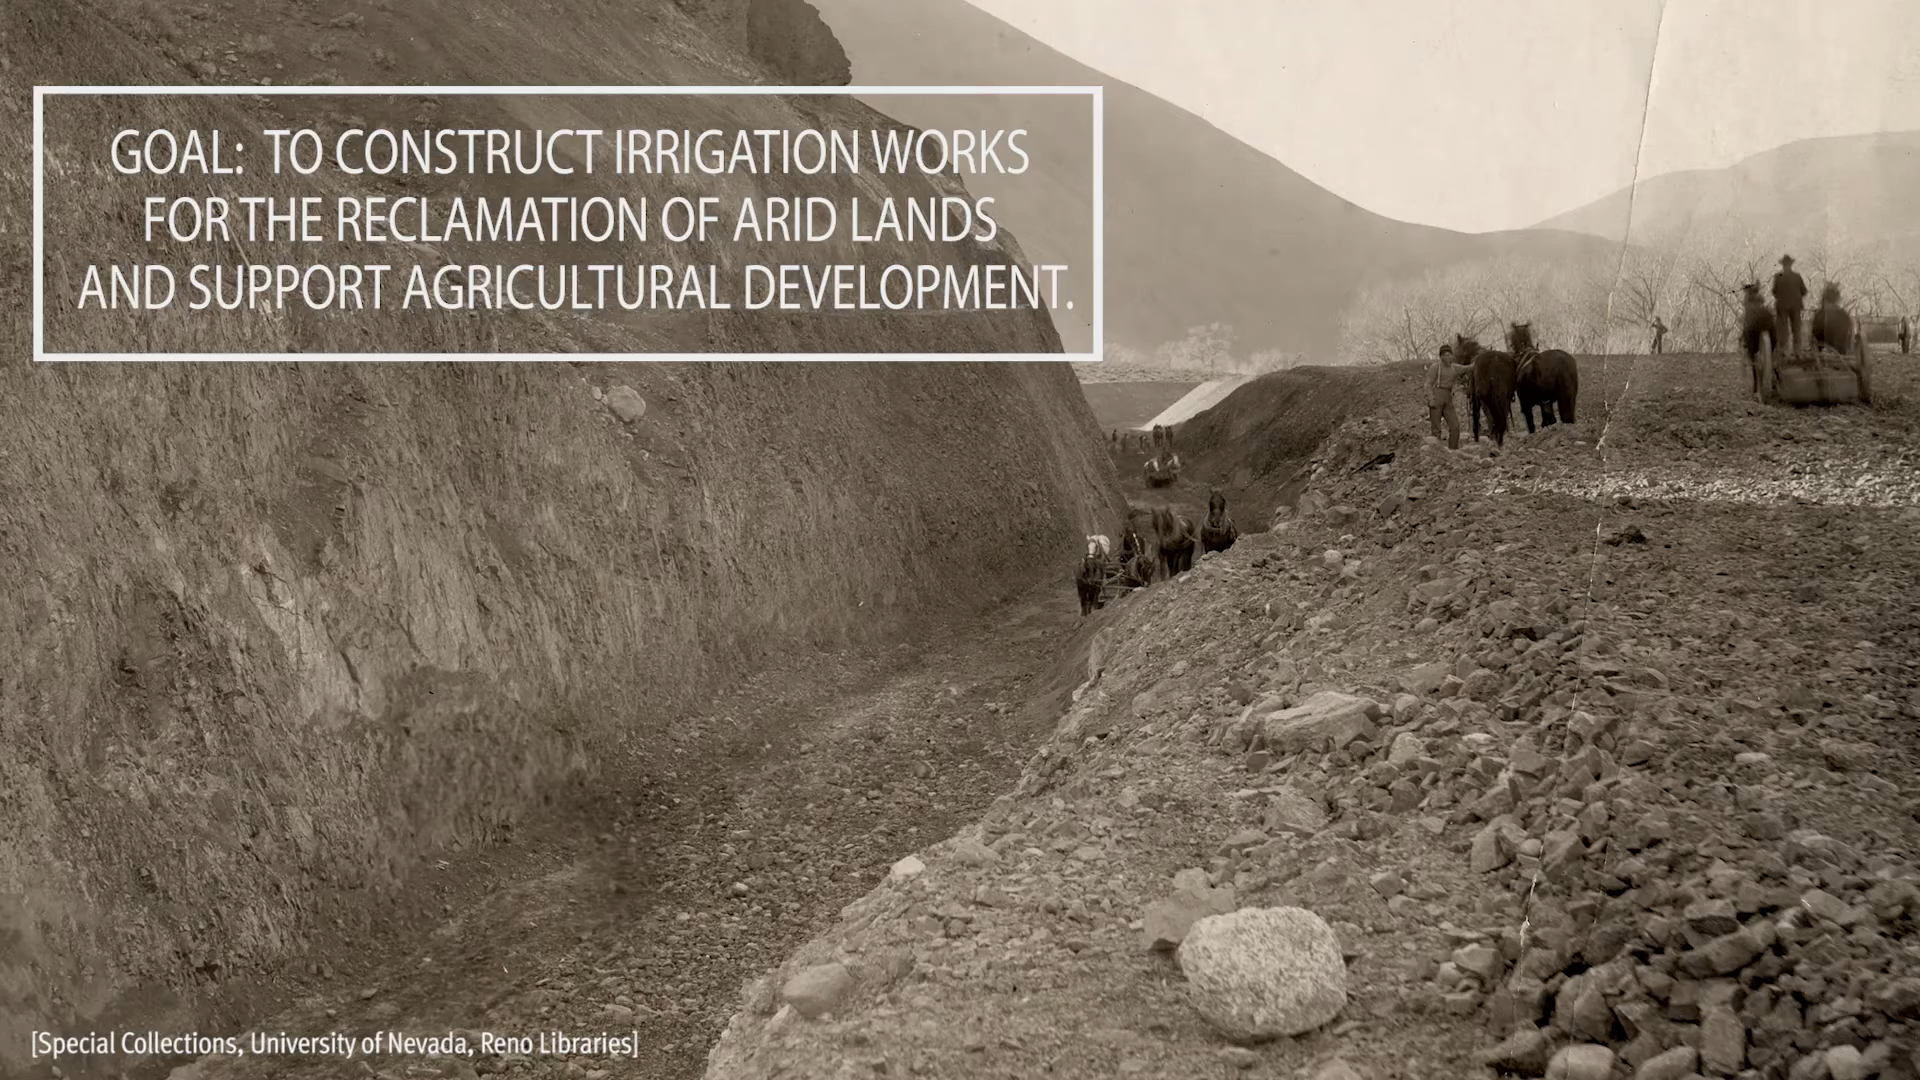 GOAL:  TO CONSTRUCT IRRIGATION WORKS
FOR THE RECLAMATION OF ARID LANDS
AND SUPPORT AGRICULTURAL DEVELOPMENT.
[Special Collections, University of Nevada, Reno Libraries]